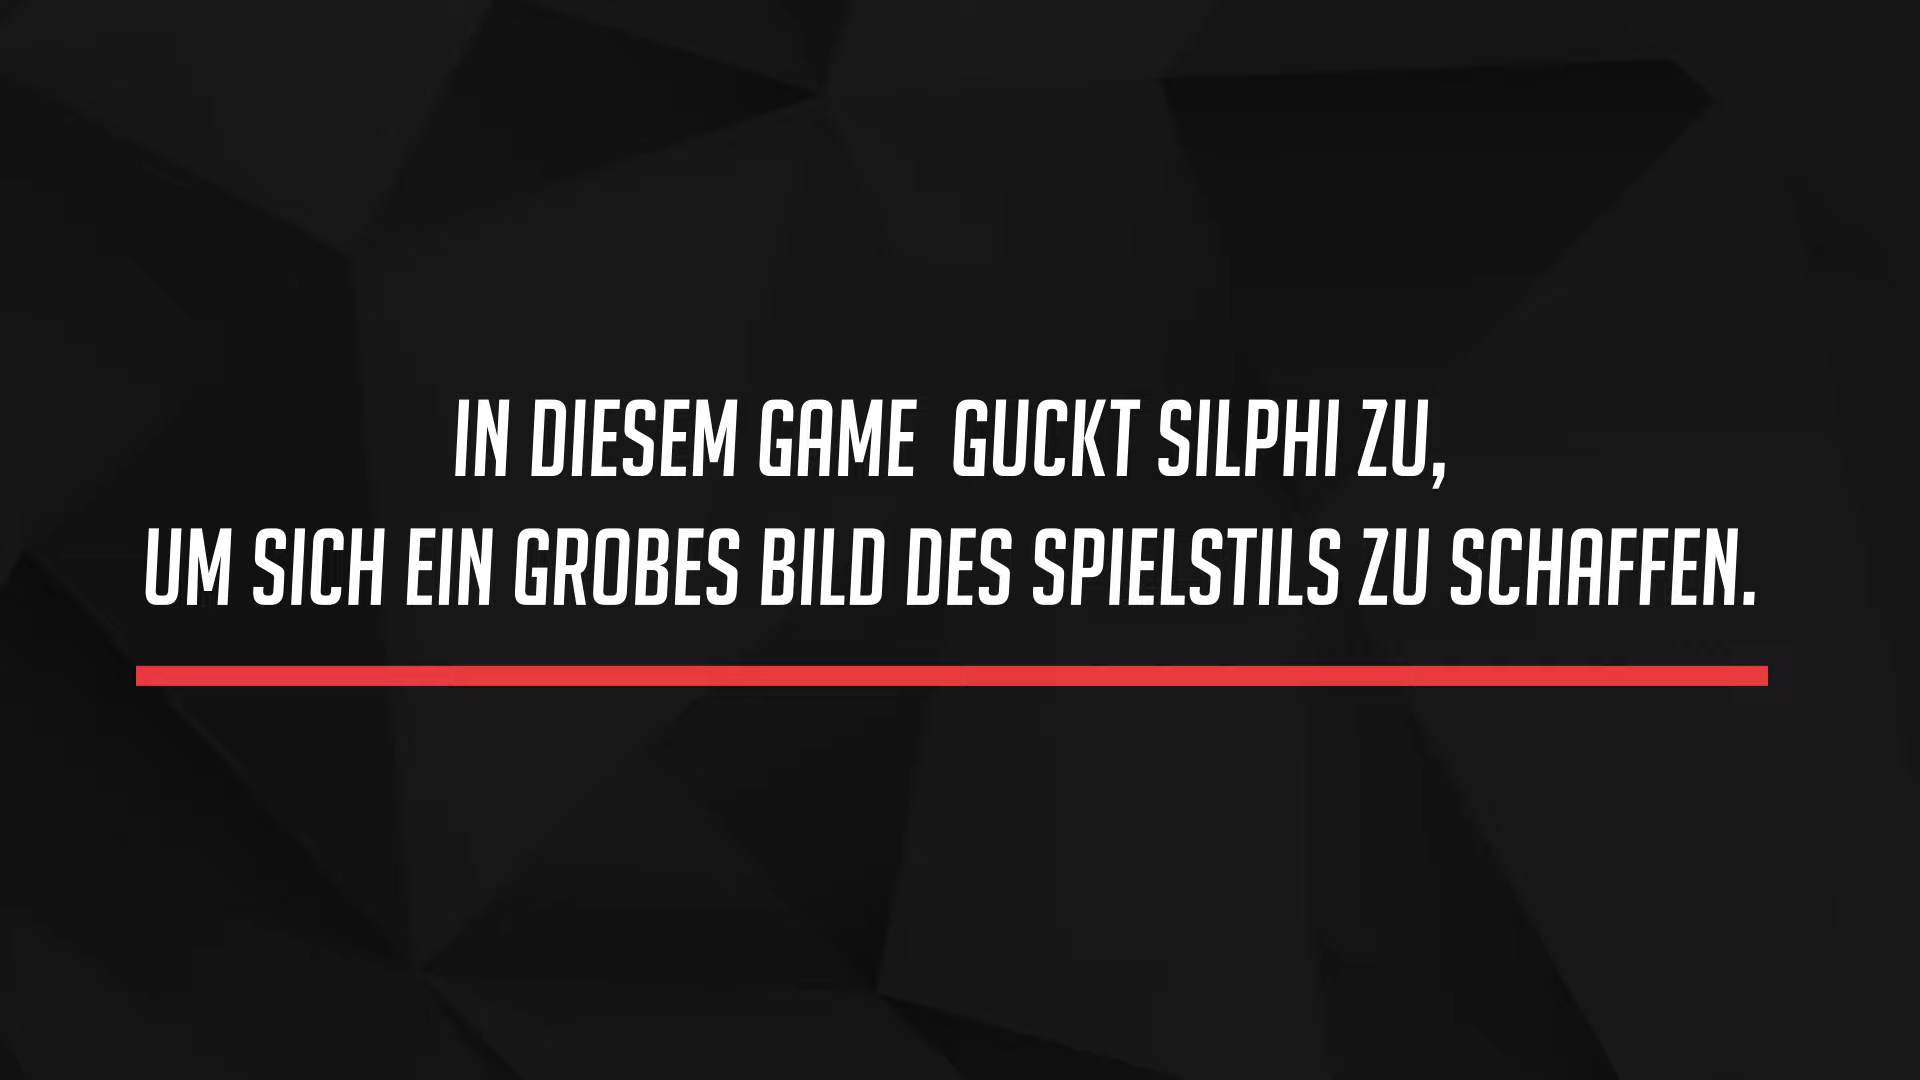 IN DIESEM GAME  GUCKT SILPHI ZU,
UM SICH EIN GROBES BILD DES SPIELSTILS ZU SCHAFFEN.